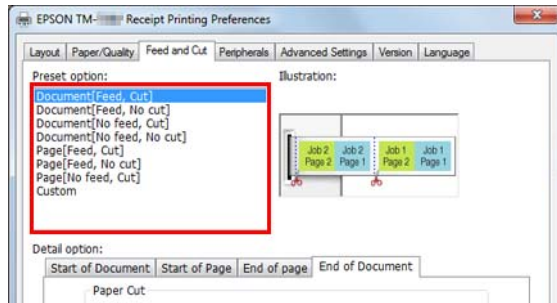 EPSON TM- Receipt Printing Preferences
Layout Paper/Quality Feed and Cut Peripherals Advanced Settings Version Language
Preset option:
Illustration:
Document[Feed, Cut]
Document[Feed, No cut]
Document[No feed, Cut]
Document[No feed, No cut]
Page[Feed, Cut]
Page[Feed, No cut]
Page[No feed, Cut]
Custom
Job 2 Job 2 Job 1 Job 1
Page 2 Page 1 Page 2 Page 1
Detail option:
Start of Document Start of Page End of page End of Document
Paper Cut